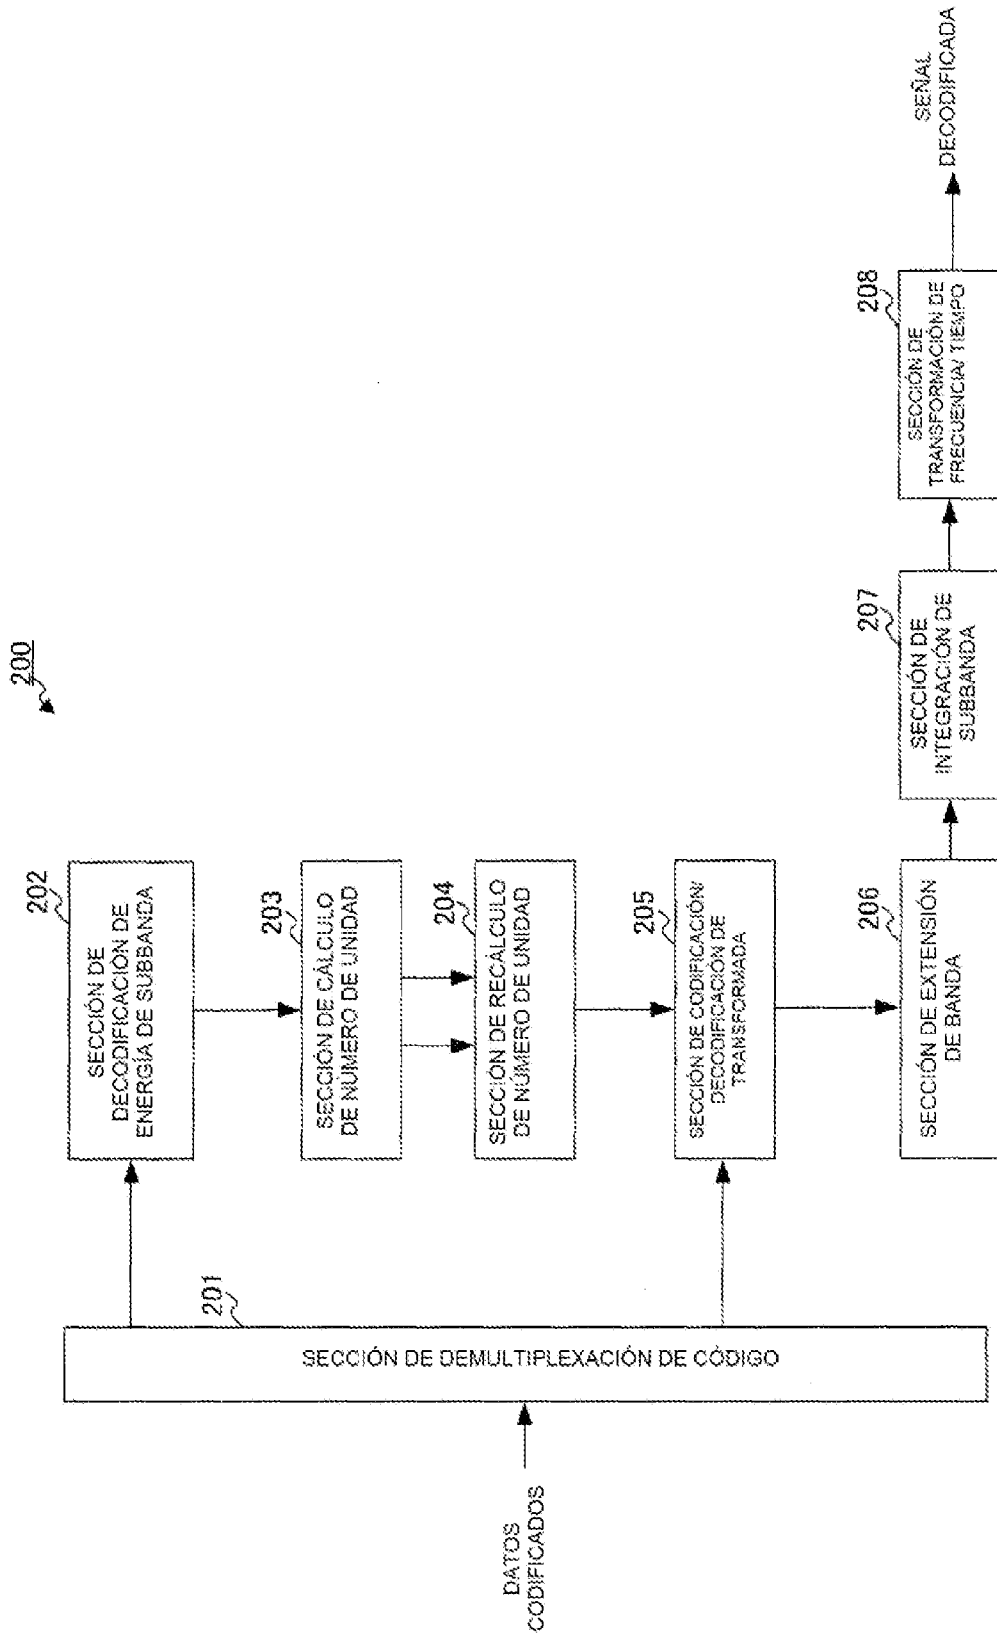 200
DATOS
CODIFICADOS
201
SECCIÓN DE DEMULTIPLEXACIÓN DE CÓDIGO
202
SECCIÓN DE
DECODIFICACIÓN DE
ENERGÍA DE SUBBANDA
203
SECCIÓN DE CÁLCULO
DE NÚMERO DE UNIDAD
204
SECCIÓN DE RECÁLCULO
DE NÚMERO DE UNIDAD
205
SECCIÓN DE CODIFICACIÓN/
DECODIFICACIÓN DE
TRANSFORMADA
206
SECCIÓN DE EXTENSIÓN
DE BANDA
207
SECCIÓN DE
INTEGRACIÓN DE
SUBBANDA
208
SECCIÓN DE
TRANSFORMACIÓN DE
FRECUENCIA/ TIEMPO
SEÑAL
DECODIFICADA